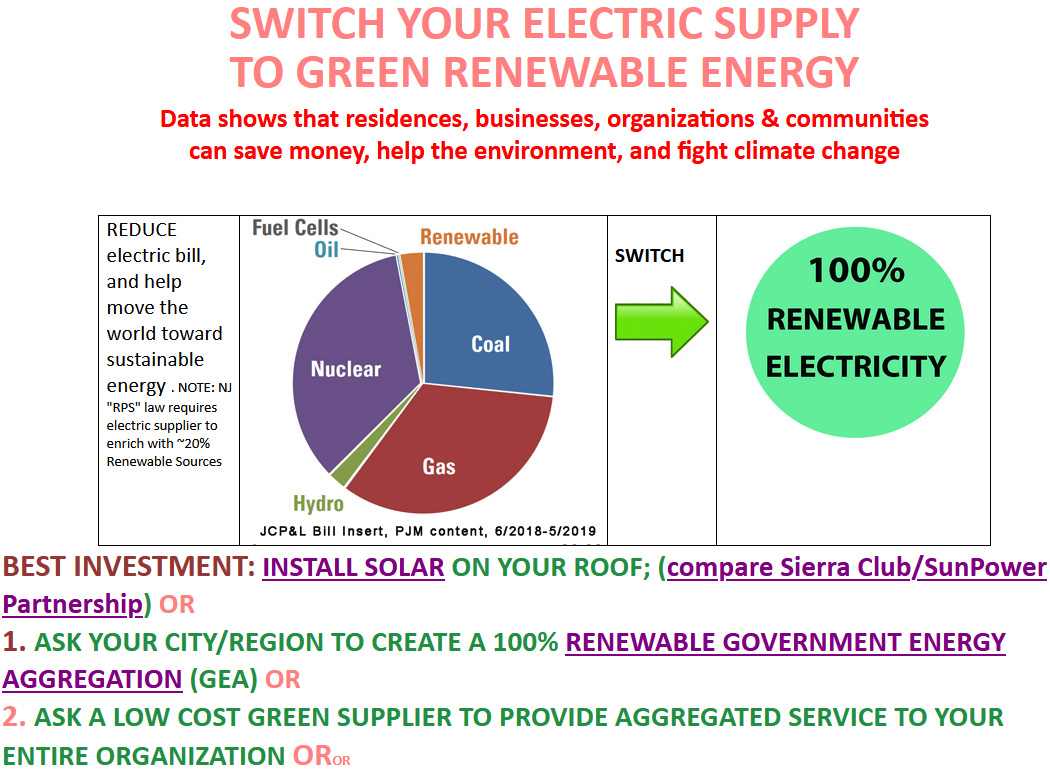 SWITCH YOUR ELECTRIC SUPPLY
TO GREEN RENEWABLE ENERGY
Data shows that residences, businesses, organizations & communities
can save money, help the environment, and fight climate change
REDUCE
electric bill,
and help
move the
world toward
sustainable
energy . NOTE: NJ
"RPS" law requires
electric supplier to
enrich with ~20%
Renewable Sources
Fuel Cells
Oil
Renewable
Coal
Nuclear
Gas
Hydro
JCP&L Bill Insert, PJM content, 6/2018-5/2019
SWITCH
100%
RENEWABLE
ELECTRICITY
BEST INVESTMENT: INSTALL SOLAR ON YOUR ROOF; (compare Sierra Club/SunPower
Partnership) OR
1. ASK YOUR CITY/REGION TO CREATE A 100% RENEWABLE GOVERNMENT ENERGY
AGGREGATION (GEA) OR
2. ASK A LOW COST GREEN SUPPLIER TO PROVIDE AGGREGATED SERVICE TO YOUR
ENTIRE ORGANIZATION OROR